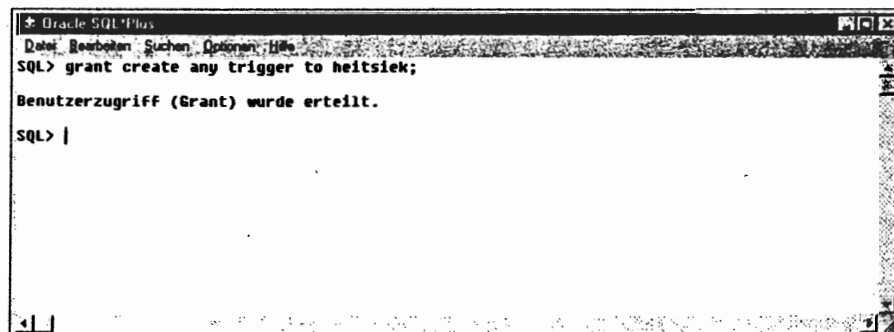 Oracle SQL*Plus
Datei Bearbeiten Suchen Optionen Hilfe
SQL> grant create any trigger to heitsiek;
Benutzerzugriff (Grant) wurde erteilt.
SQL>